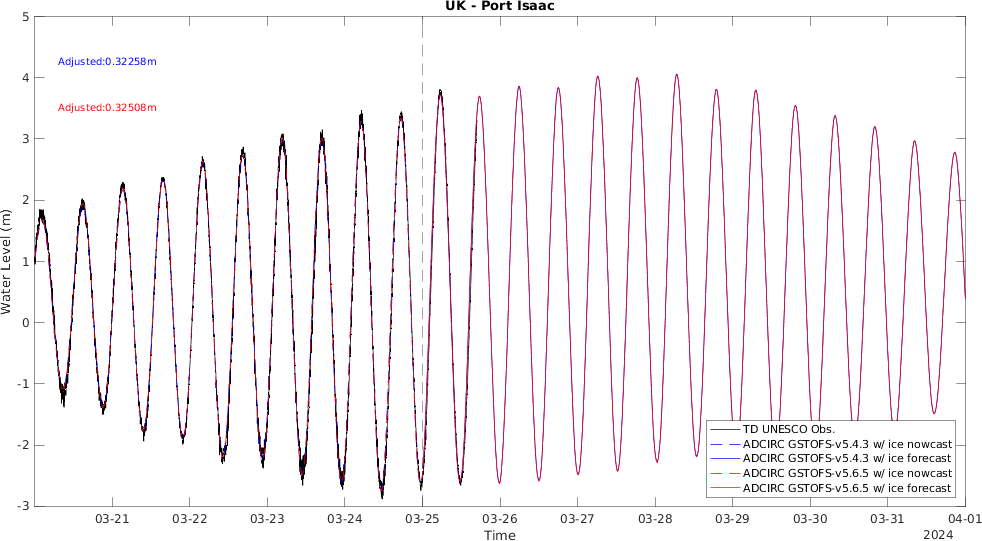 UK - Port Isaac
5
4
3
2
1
0
-1
-2
-3
Water Level (m)
Adjusted:0.32258m
Adjusted:0.32508m
TD UNESCO Obs.
ADCIRC GSTOFS-v5.4.3 w/ ice nowcast
ADCIRC GSTOFS-v5.4.3 w/ ice forecast
ADCIRC GSTOFS-v5.6.5 w/ ice nowcast
ADCIRC GSTOFS-v5.6.5 w/ ice forecast
03-21 03-22 03-23 03-24 03-25 03-26 03-27 03-28 03-29 03-30 03-31 04-01
Time
2024